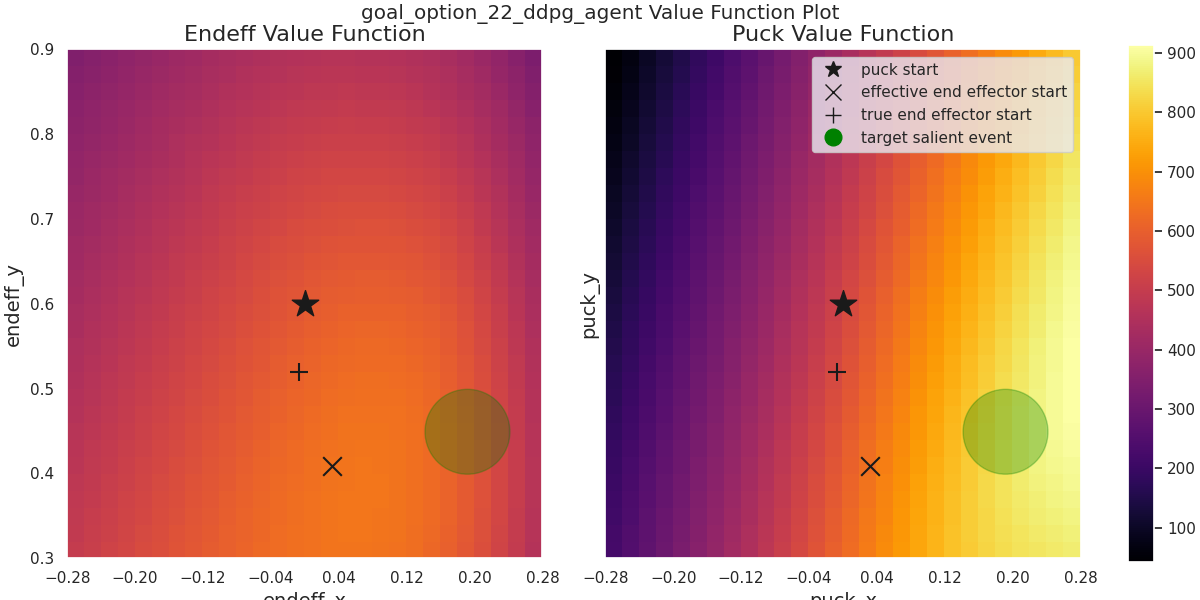 goal_option_22_ddpg_agent Value Function Plot
Endeff Value Function
Puck Value Function
puck start
effective end effector start
true end effector start
target salient event
endeff_y
0.9
0.8
0.7
0.6
0.5
0.4
0.3
−0.28 −0.20 −0.12 −0.04 0.04 0.12 0.20 0.28
endeff_x
puck_y
−0.28 −0.20 −0.12 −0.04 0.04 0.12 0.20 0.28
puck_x
900
800
700
600
500
400
300
200
100